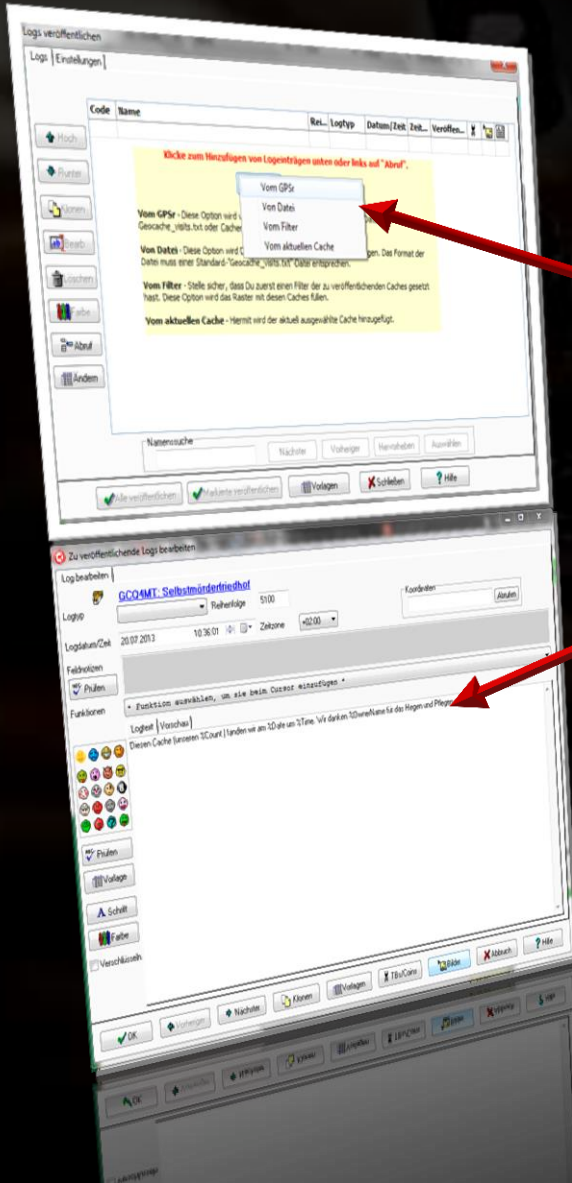 Logs veröffentlichen
Logs Einstellungen
Code Name Rei... Logtyp Datum/Zeit Zeit... Veröffen...
Hoch
Runter
Klonen
Bearb.
Löschen
Farbe
Abruf
Ändern
Klicke zum Hinzufügen von Logeinträgen unten oder links auf "Abruf".
Vom GPSr
Von Datei
Vom Filter
Vom aktuellen Cache
Vom GPSr - Diese Option wird
Geocache_visits.txt oder Cache
Von Datei - Diese Option wird gen. Das Format der
Datei muss einer Standard-"Geocache_visits.txt" Datei entsprechen.
Vom Filter - Stelle sicher, dass Du zuerst einen Filter der zu veröffentlichenden Caches gesetzt
hast. Diese Option wird das Raster mit diesen Caches füllen.
Vom aktuellen Cache - Hiermit wird der aktuell ausgewählte Cache hinzugefügt.
Namenssuche
Nächster Vorheriger Hervorheben Auswählen
Alle veröffentlichen Markierte veröffentlichen Vorlagen Schließen Hilfe
Zu veröffentlichende Logs bearbeiten
Log bearbeiten
GCQ4MT: Selbstmörderfriedhof
Logtyp Reihenfolge 5100 Koordinaten Abrufen
Logdatum/Zeit 20.07.2013 10:36:01 Zeitzone +02:00
Feldnotizen
Prüfen
Funktionen * Funktion auswählen, um sie beim Cursor einzufügen *
Logtext Vorschau
Diesen Cache (unseren %Count.) fanden wir am %Date um %Time. Wir danken %OwnerName für das Hegen und Pflegen
Prüfen
Vorlage
Schrift
Farbe
Verschlüsseln
OK Vorheriger Nächster Klonen Vorlagen TBs/Coins Bilder Abbruch Hilfe